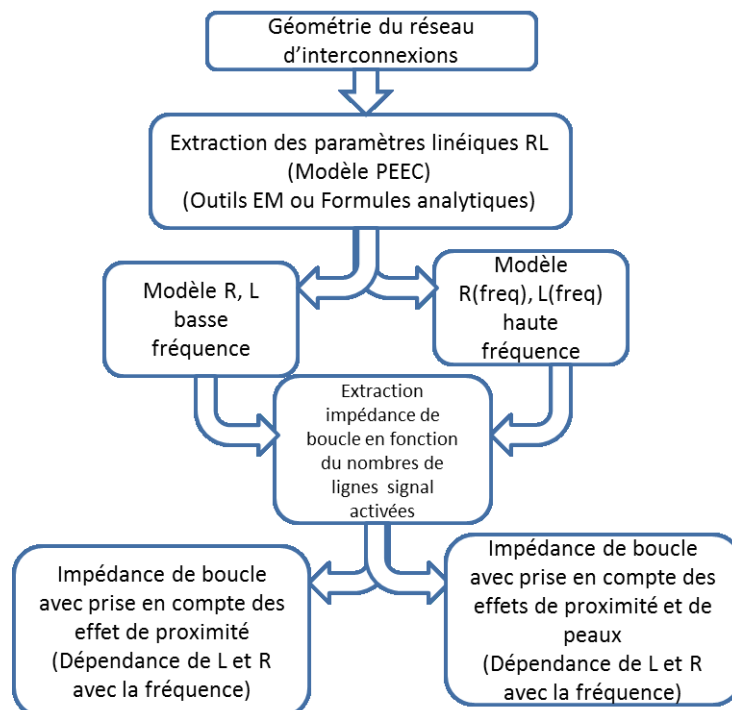 Géométrie du réseau
d'interconnexions
Extraction des paramètres linéiques RL
(Modèle PEEC)
(Outils EM ou Formules analytiques)
Modèle R, L
basse
fréquence
Modèle
R(freq), L(freq)
haute
fréquence
Extraction
impédance de
boucle en fonction
du nombres de
lignes signal
activées
Impédance de boucle
avec prise en compte des
effet de proximité
(Dépendance de L et R
avec la fréquence)
Impédance de boucle
avec prise en compte des
effets de proximité et de
peaux
(Dépendance de L et R
avec la fréquence)